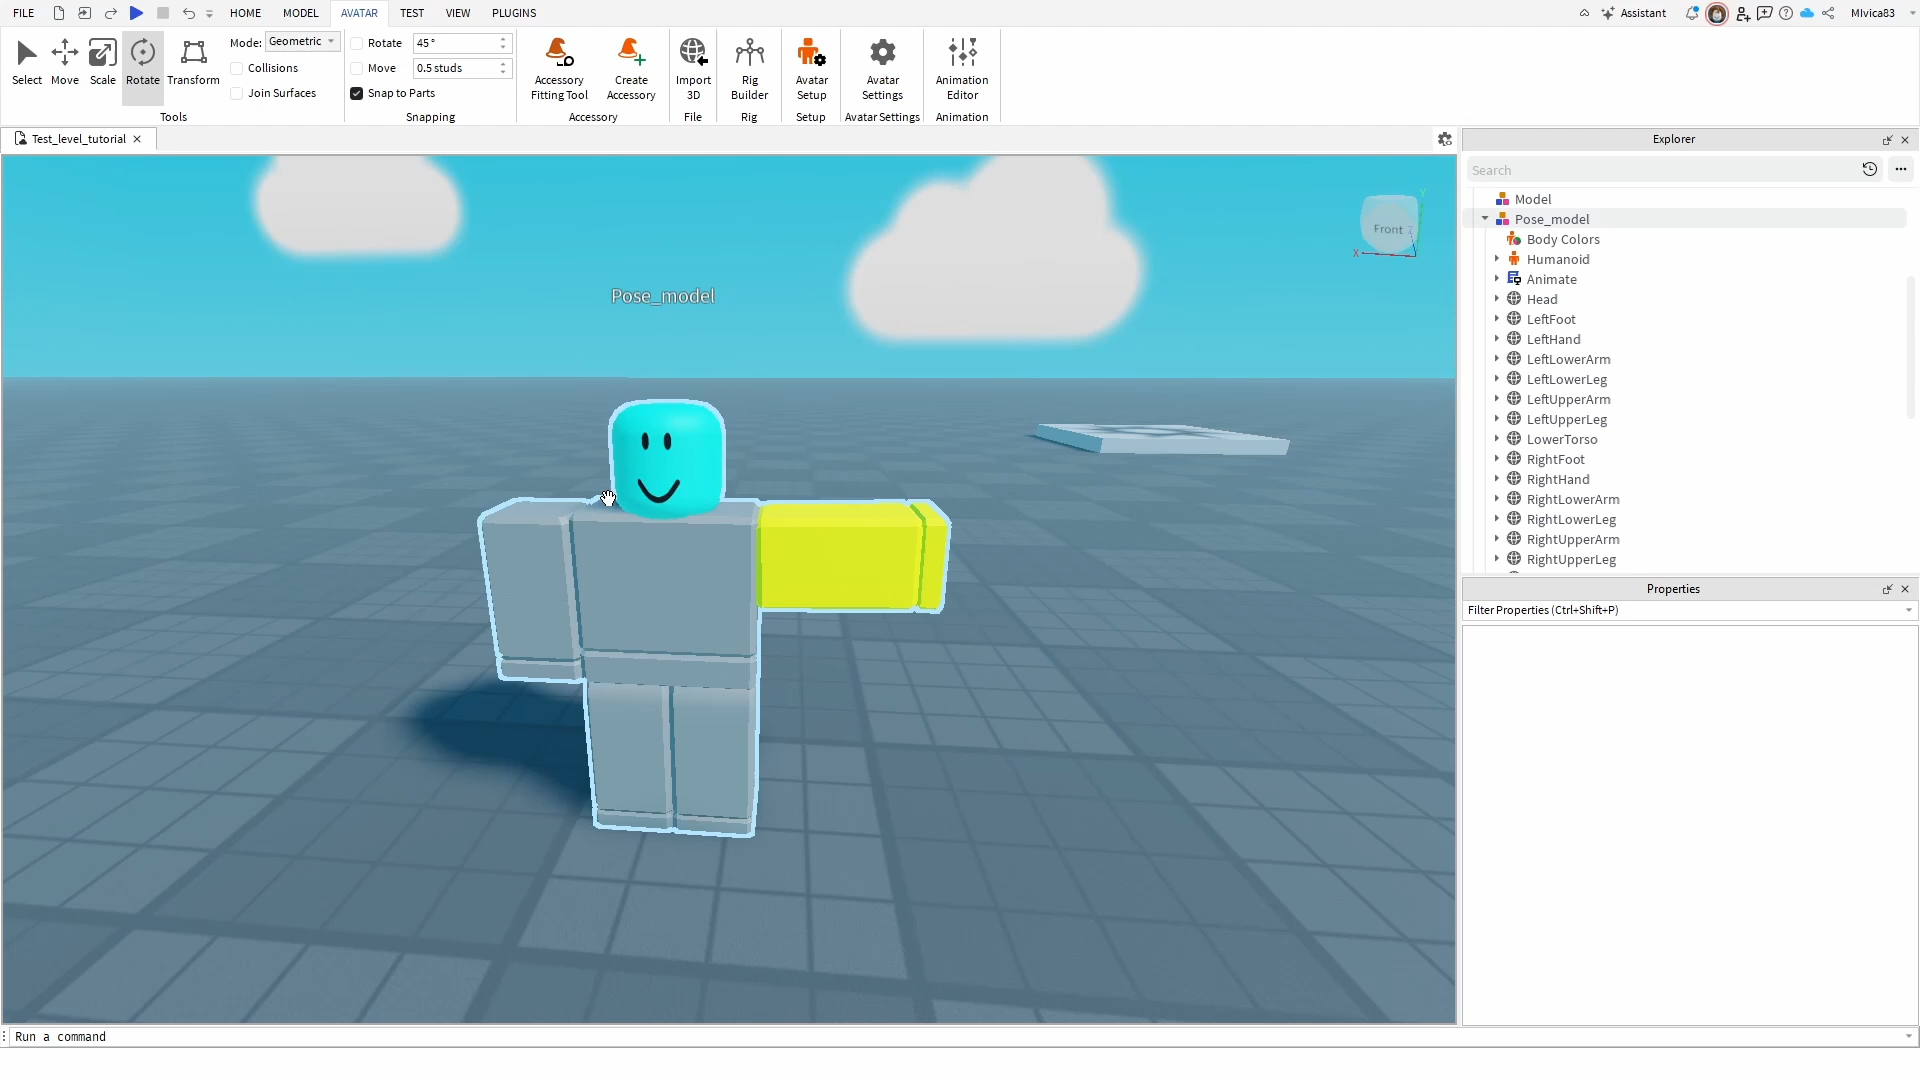 FILE HOME MODEL AVATAR TEST VIEW PLUGINS Assistant MIvica83
Select Move Scale Rotate Transform
Mode: Geometric
Collisions
Join Surfaces
Tools
Rotate 45°
Move 0.5 studs
Snap to Parts
Snapping
Accessory Fitting Tool
Create Accessory
Accessory
Import 3D
File
Rig Builder
Rig
Avatar Setup
Setup
Avatar Settings
Avatar Settings
Animation Editor
Animation
Test_level_tutorial
Pose_model
Front
X
Y
Z
Explorer
Search
Model
Pose_model
Body Colors
Humanoid
Animate
Head
LeftFoot
LeftHand
LeftLowerArm
LeftLowerLeg
LeftUpperArm
LeftUpperLeg
LowerTorso
RightFoot
RightHand
RightLowerArm
RightLowerLeg
RightUpperArm
RightUpperLeg
Properties
Filter Properties (Ctrl+Shift+P)
Run a command